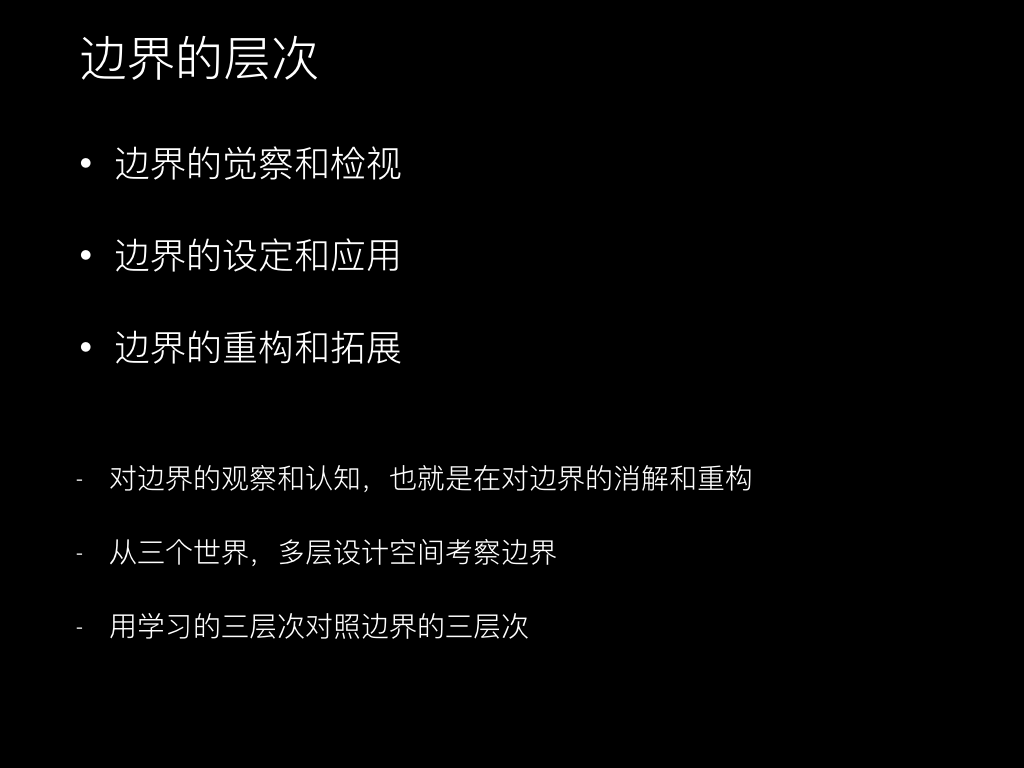 边界的层次
• 边界的觉察和检视
• 边界的设定和应用
• 边界的重构和拓展
- 对边界的观察和认知，也就是在对边界的消解和重构
- 从三个世界，多层设计空间考察边界
- 用学习的三层次对照边界的三层次